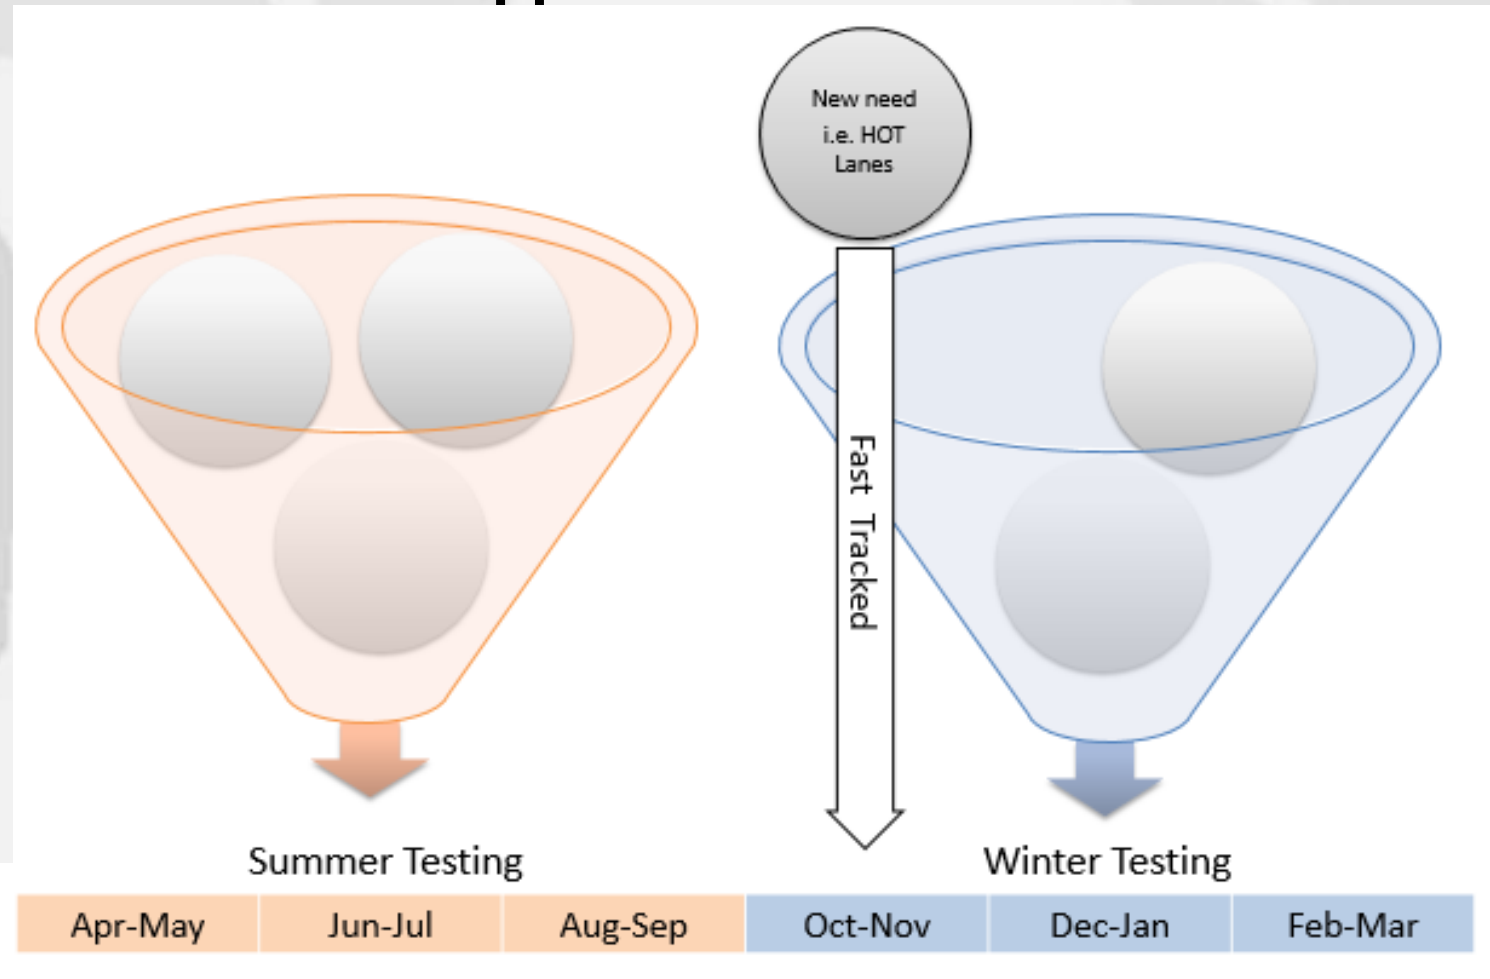 New need
i.e. HOT
Lanes
Fast Tracked
Summer Testing
Winter Testing
Apr-May
Jun-Jul
Aug-Sep
Oct-Nov
Dec-Jan
Feb-Mar